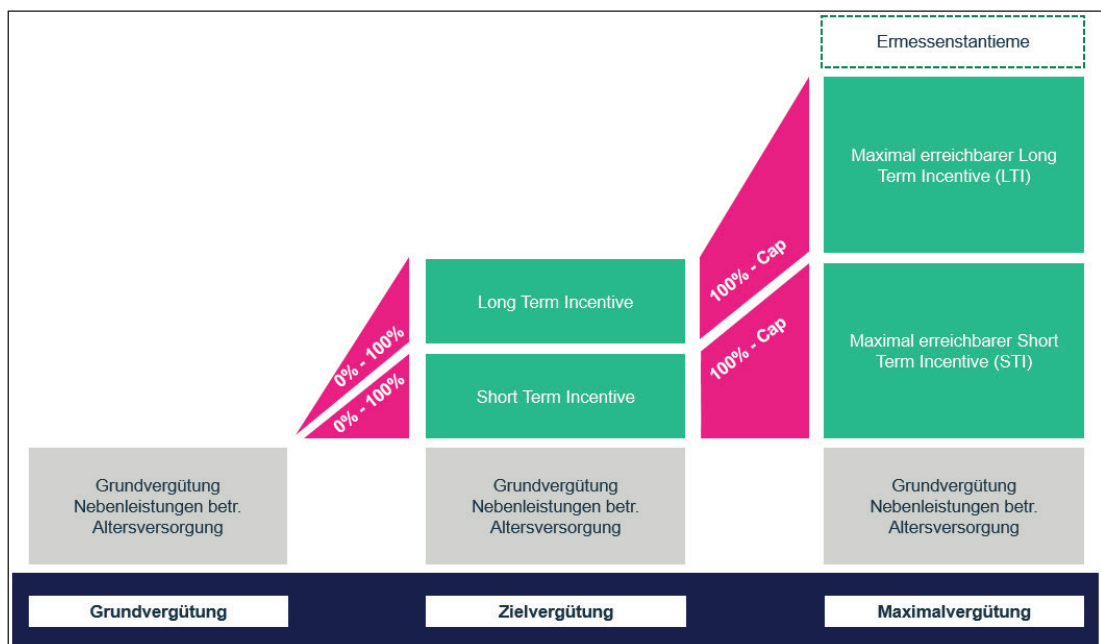 Ermessenstantieme
Maximal erreichbarer Long
Term Incentive (LTI)
100% - Cap
Long Term Incentive
0% - 100%
Maximal erreichbarer Short
Term Incentive (STI)
100% - Cap
Short Term Incentive
0% - 100%
Grundvergütung
Nebenleistungen betr.
Altersversorgung
Grundvergütung
Nebenleistungen betr.
Altersversorgung
Grundvergütung
Nebenleistungen betr.
Altersversorgung
Grundvergütung
Zielvergütung
Maximalvergütung